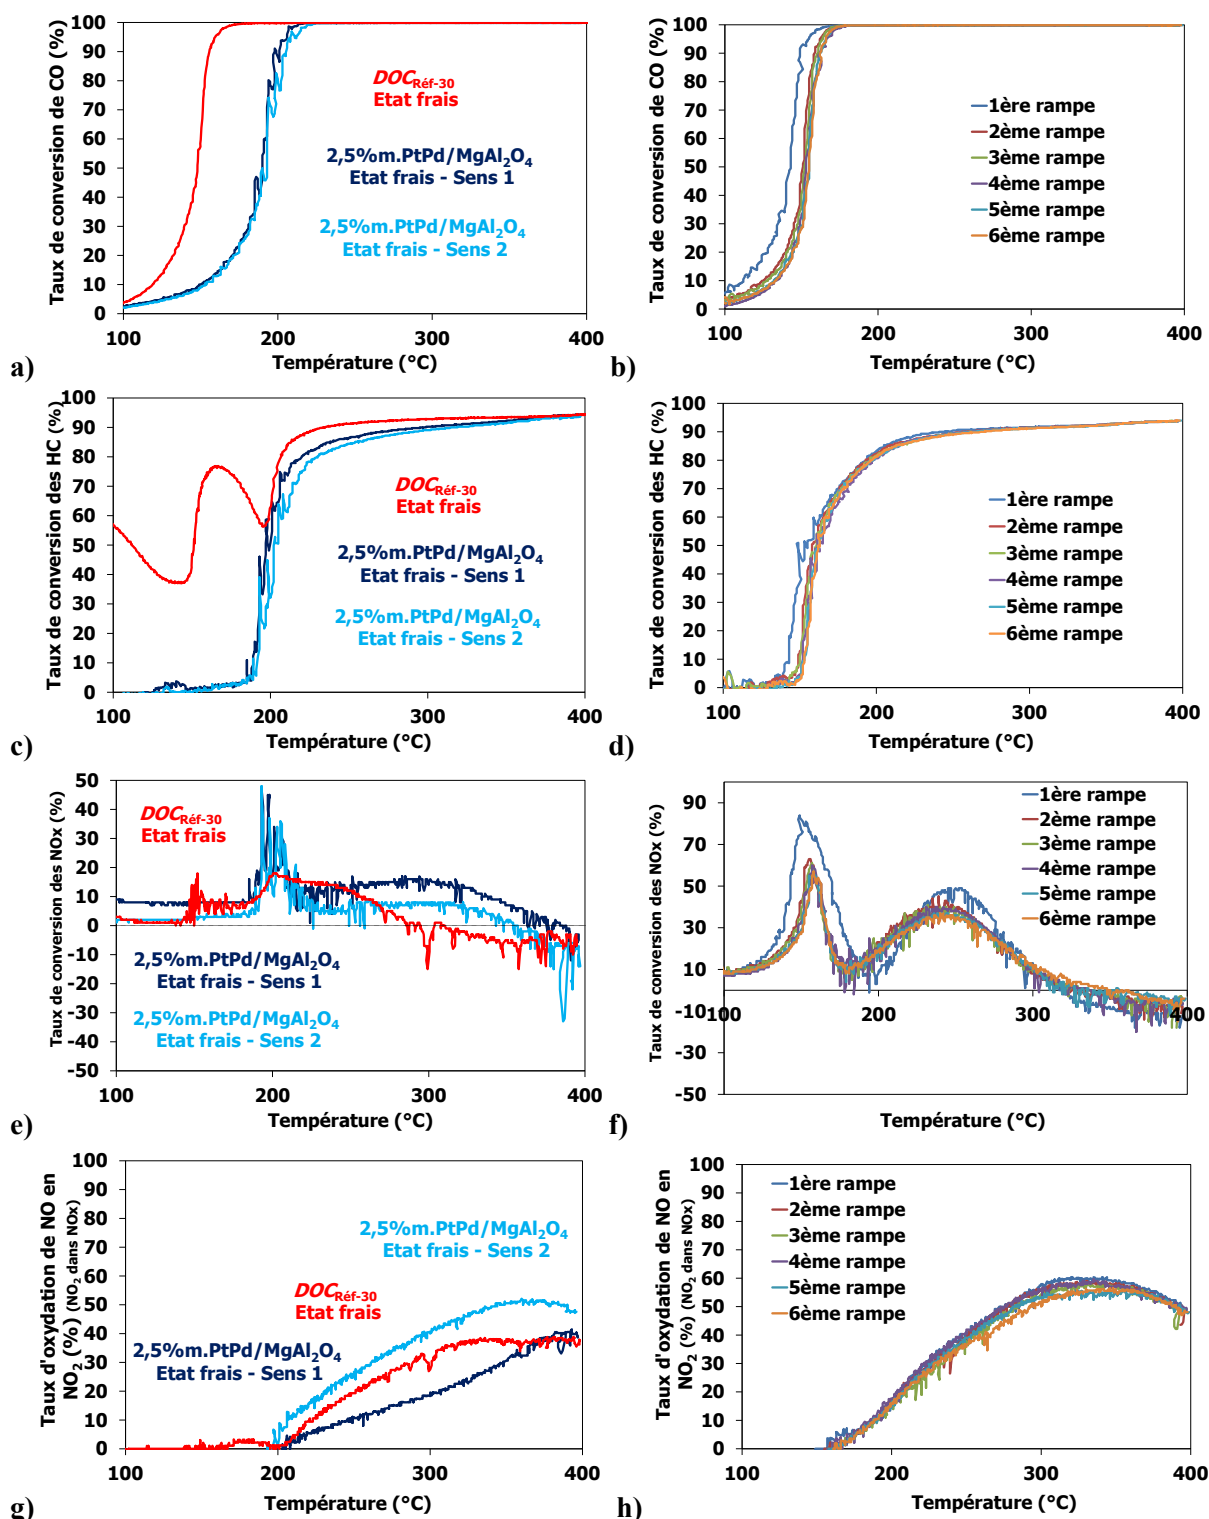 Taux de conversion de CO (%)
100
90
80
70
60
50
40
30
20
10
0
100
200
300
400
Température (°C)
DOCRéf-30
Etat frais
2,5%m.PtPd/MgAl2O4
Etat frais - Sens 1
2,5%m.PtPd/MgAl2O4
Etat frais - Sens 2
a)
Taux de conversion de CO (%)
100
90
80
70
60
50
40
30
20
10
0
100
200
300
400
Température (°C)
1ère rampe
2ème rampe
3ème rampe
4ème rampe
5ème rampe
6ème rampe
b)
Taux de conversion des HC (%)
100
90
80
70
60
50
40
30
20
10
0
100
200
300
400
Température (°C)
DOCRéf-30
Etat frais
2,5%m.PtPd/MgAl2O4
Etat frais - Sens 1
2,5%m.PtPd/MgAl2O4
Etat frais - Sens 2
c)
Taux de conversion des HC (%)
100
90
80
70
60
50
40
30
20
10
0
100
200
300
400
Température (°C)
1ère rampe
2ème rampe
3ème rampe
4ème rampe
5ème rampe
6ème rampe
d)
Taux de conversion des NOx (%)
50
40
30
20
10
0
-10
-20
-30
-40
-50
100
200
300
400
Température (°C)
DOCRéf-30
Etat frais
2,5%m.PtPd/MgAl2O4
Etat frais - Sens 1
2,5%m.PtPd/MgAl2O4
Etat frais - Sens 2
e)
Taux de conversion des NOx (%)
90
70
50
30
10
-10
-30
-50
100
200
300
400
Température (°C)
1ère rampe
2ème rampe
3ème rampe
4ème rampe
5ème rampe
6ème rampe
f)
Taux d'oxydation de NO en
NO2 (%) (NO2 dans NOx)
100
90
80
70
60
50
40
30
20
10
0
100
200
300
400
Température (°C)
2,5%m.PtPd/MgAl2O4
Etat frais - Sens 2
DOCRéf-30
Etat frais
2,5%m.PtPd/MgAl2O4
Etat frais - Sens 1
g)
Taux d'oxydation de NO en
NO2 (%) (NO2 dans NOx)
100
90
80
70
60
50
40
30
20
10
0
100
200
300
400
Température (°C)
1ère rampe
2ème rampe
3ème rampe
4ème rampe
5ème rampe
6ème rampe
h)